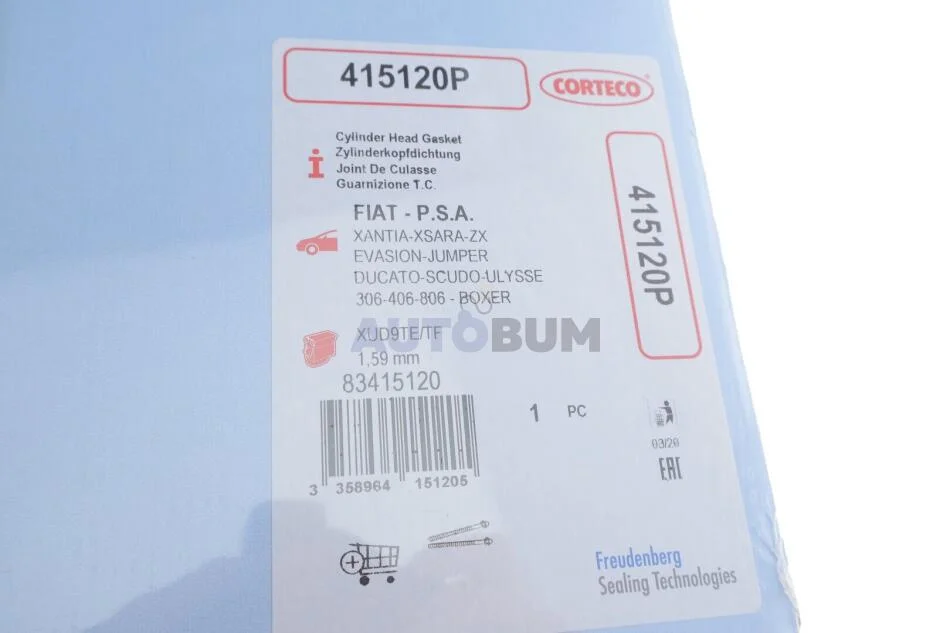 415120P
CORTECO®
Cylinder Head Gasket
Zylinderkopfdichtung
Joint De Culasse
Guarnizione T.C.
FIAT - P.S.A.
XANTIA-XSARA-ZX
EVASION-JUMPER
DUCATO-SCUDO-ULYSSE
306-406-806 - BOXER
AUTOBUM
XUD9TE/TF
1,59 mm
83415120
415120P
1 PC
03/20
EAC
3 358964 151205
Freudenberg
Sealing Technologies